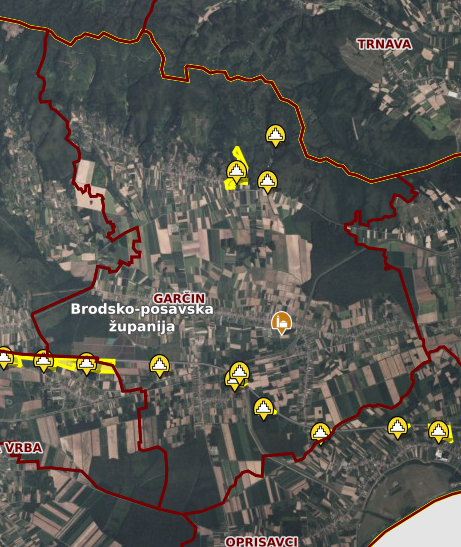 TRNAVA
GARČIN
Brodsko-posavska
županija
VRBA
OPRISAVCI